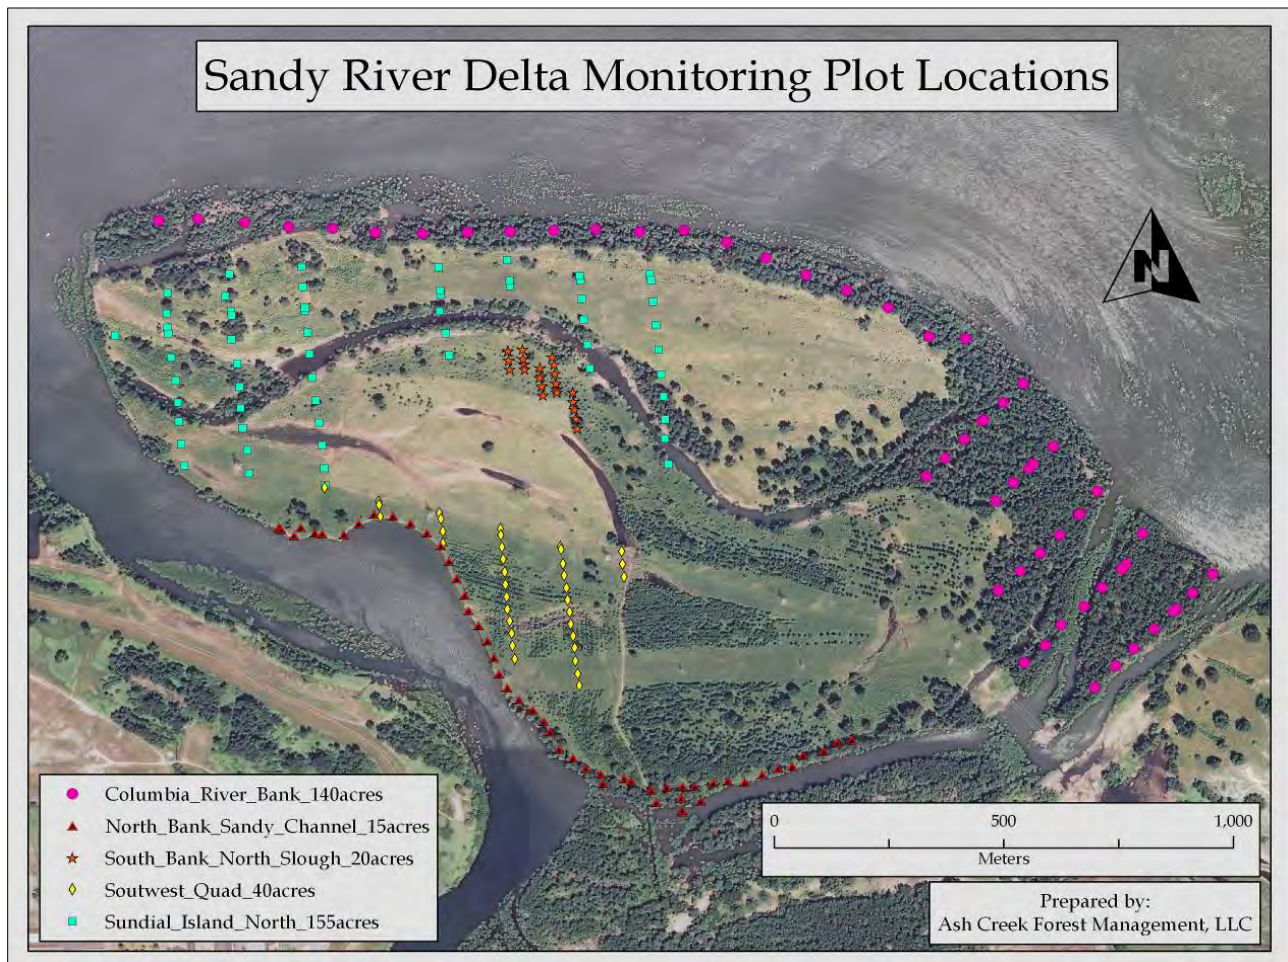 Sandy River Delta Monitoring Plot Locations
N
Columbia_River_Bank_140acres
North_Bank_Sandy_Channel_15acres
South_Bank_North_Slough_20acres
Soutwest_Quad_40acres
Sundial_Island_North_155acres
0 500 1,000
Meters
Prepared by:
Ash Creek Forest Management, LLC